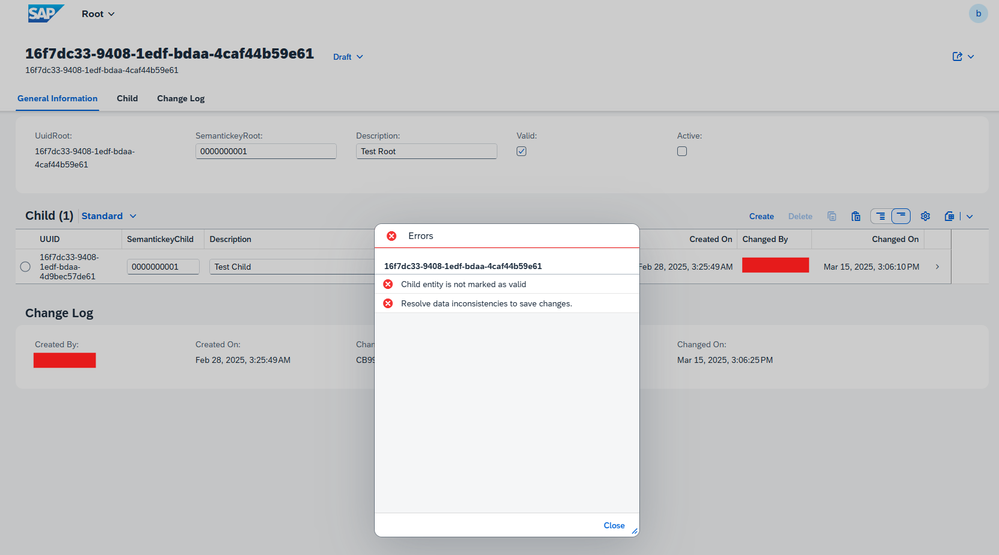 SAP Root
b
16f7dc33-9408-1edf-bdaa-4caf44b59e61 Draft
16f7dc33-9408-1edf-bdaa-4caf44b59e61
General Information Child Change Log
UuidRoot: SemantickeyRoot: Description: Valid: Active:
16f7dc33-9408-1edf-bdaa-
4caf44b59e61
0000000001 Test Root
Child (1) Standard Create Delete
UUID SemantickeyChild Description Created On Changed By Changed On
16f7dc33-9408-
1edf-bdaa-
4d9bec57de61
0000000001 Test Child Feb 28, 2025, 3:25:49 AM Mar 15, 2025, 3:06:10 PM
Change Log
Created By: Created On: Chan Changed On:
Feb 28, 2025, 3:25:49 AM CB99 Mar 15, 2025, 3:06:25 PM
Errors
16f7dc33-9408-1edf-bdaa-4caf44b59e61
Child entity is not marked as valid
Resolve data inconsistencies to save changes.
Close